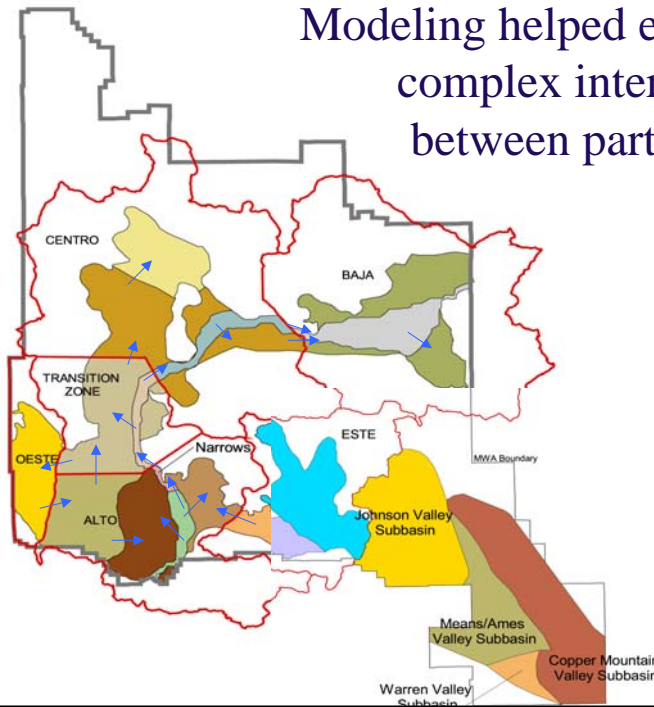 Modeling helped e
complex inter
between part
CENTRO
BAJA
TRANSITION
ZONE
Narrows
ESTE
OESTE
MWA Boundary
ALTO
Johnson Valley
Subbasin
Means/Ames
Valley Subbasin
Copper Mountain
Valley Subbasin
Warren Valley
Subbasin